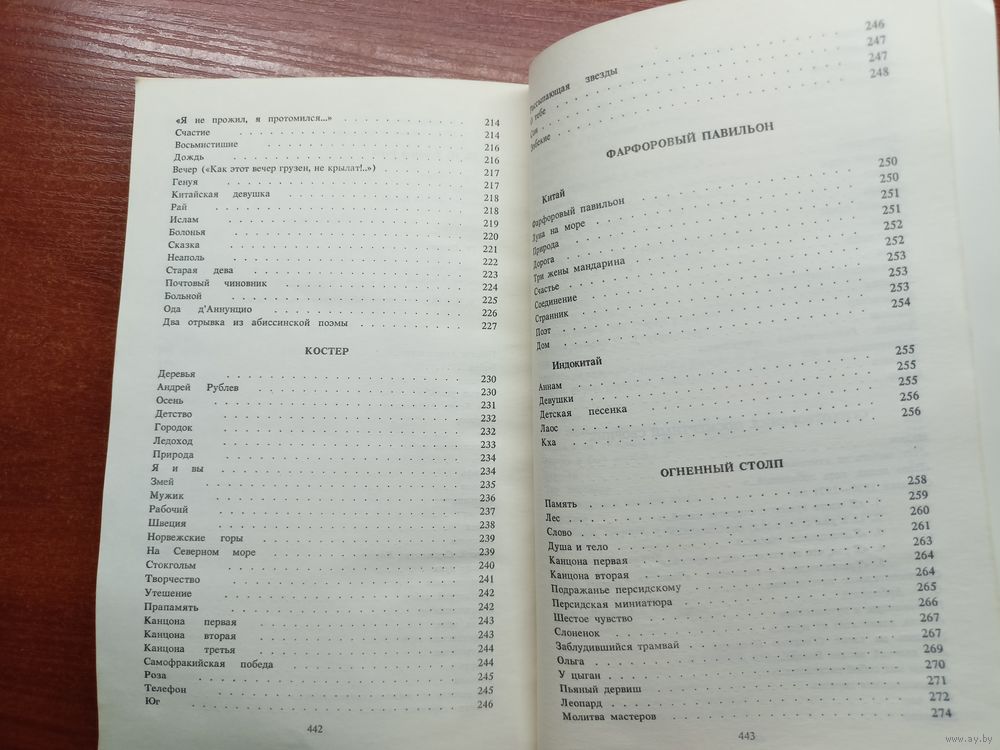 «Я не прожил, я протомился...» 214
Счастие 214
Восьмистишие 216
Дождь 216
Вечер («Как этот вечер грузен, не крылат!..») 217
Генуя 217
Китайская девушка 218
Рай 218
Ислам 219
Болонья 220
Сказка 221
Неаполь 222
Старая дева 223
Почтовый чиновник 224
Больной 225
Ода д'Аннунцио 226
Два отрывка из абиссинской поэмы 227
КОСТЕР
Деревья 230
Андрей Рублев 230
Осень 231
Детство 232
Городок 232
Ледоход 233
Природа 234
Я и вы 234
Змей 235
Мужик 236
Рабочий 237
Швеция 238
Норвежские горы 239
На Северном море 239
Стокгольм 240
Творчество 241
Утешение 242
Прапамять 242
Канцона первая 243
Канцона вторая 243
Канцона третья 244
Самофракийская победа 244
Роза 245
Телефон 245
Юг 246
442
Рассыпающая звезды 246
О тебе 247
Сон 247
Эзбекие 248
ФАРФОРОВЫЙ ПАВИЛЬОН
Китай
Фарфоровый павильон 250
Луна на море 250
Природа 251
Дорога 251
Три жены мандарина 252
Счастье 252
Соединение 253
Странник 253
Поэт 253
Дом 254
Индокитай
Аннам 255
Девушки 255
Детская песенка 255
Лаос 256
Кха 256
ОГНЕННЫЙ СТОЛП
Память 258
Лес 259
Слово 260
Душа и тело 261
Канцона первая 263
Канцона вторая 264
Подражанье персидскому 264
Персидская миниатюра 265
Шестое чувство 266
Слоненок 267
Заблудившийся трамвай 267
Ольга 269
У цыган 270
Пьяный дервиш 271
Леопард 272
Молитва мастеров 274
443
www.ay.by